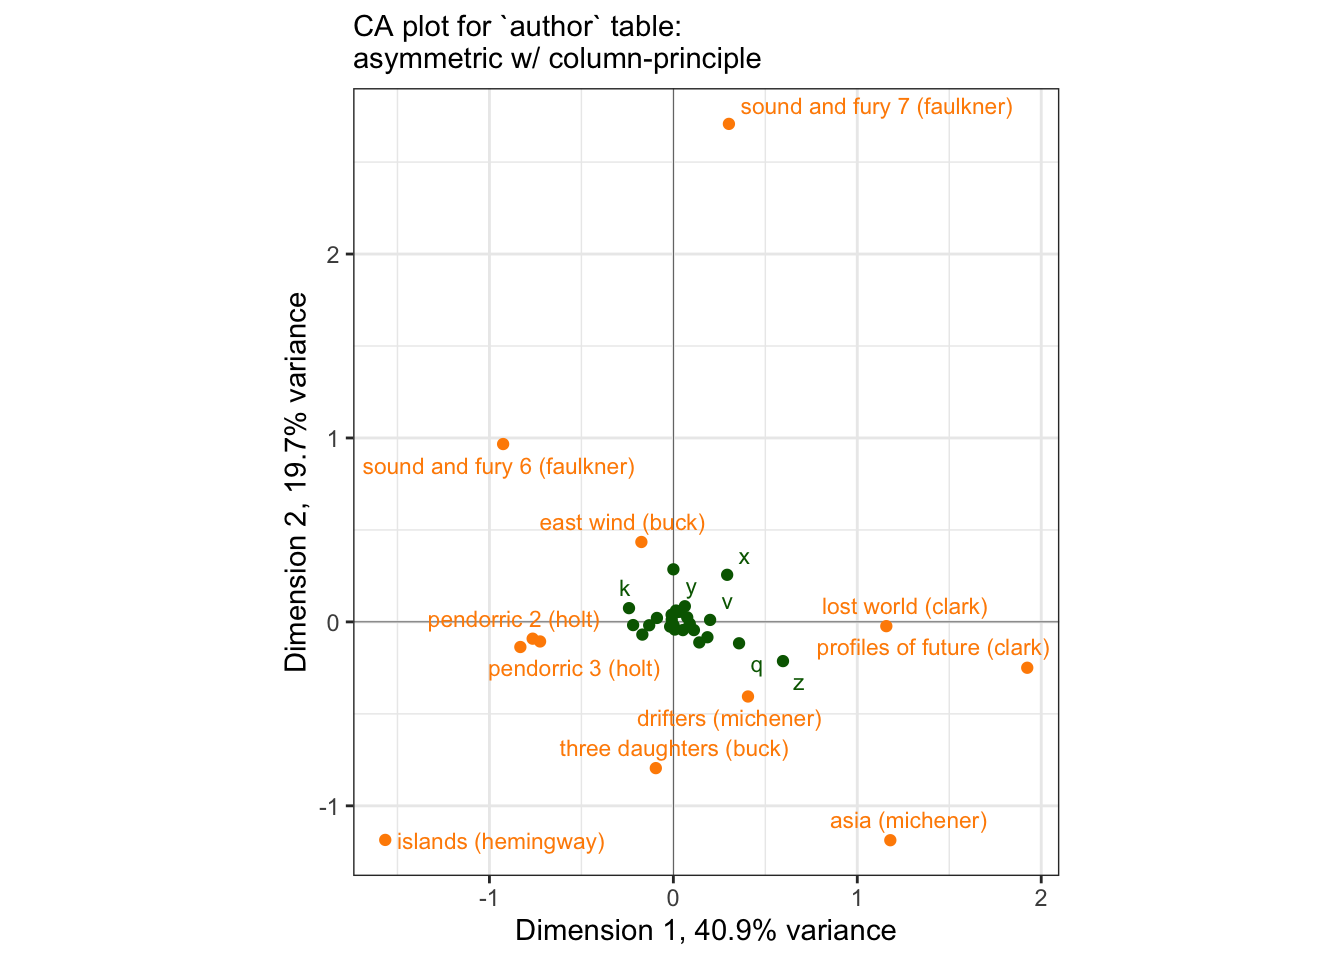 CA plot for `author` table:
asymmetric w/ column-principle
sound and fury 7 (faulkner)
2
1
sound and fury 6 (faulkner)
east wind (buck)
x
k
y
v
lost world (clark)
pendorric 2 (holt)
0
profiles of future (clark)
pendorric 3 (holt)
q
z
drifters (michener)
three daughters (buck)
-1
asia (michener)
islands (hemingway)
Dimension 2, 19.7% variance
-1
0
1
2
Dimension 1, 40.9% variance